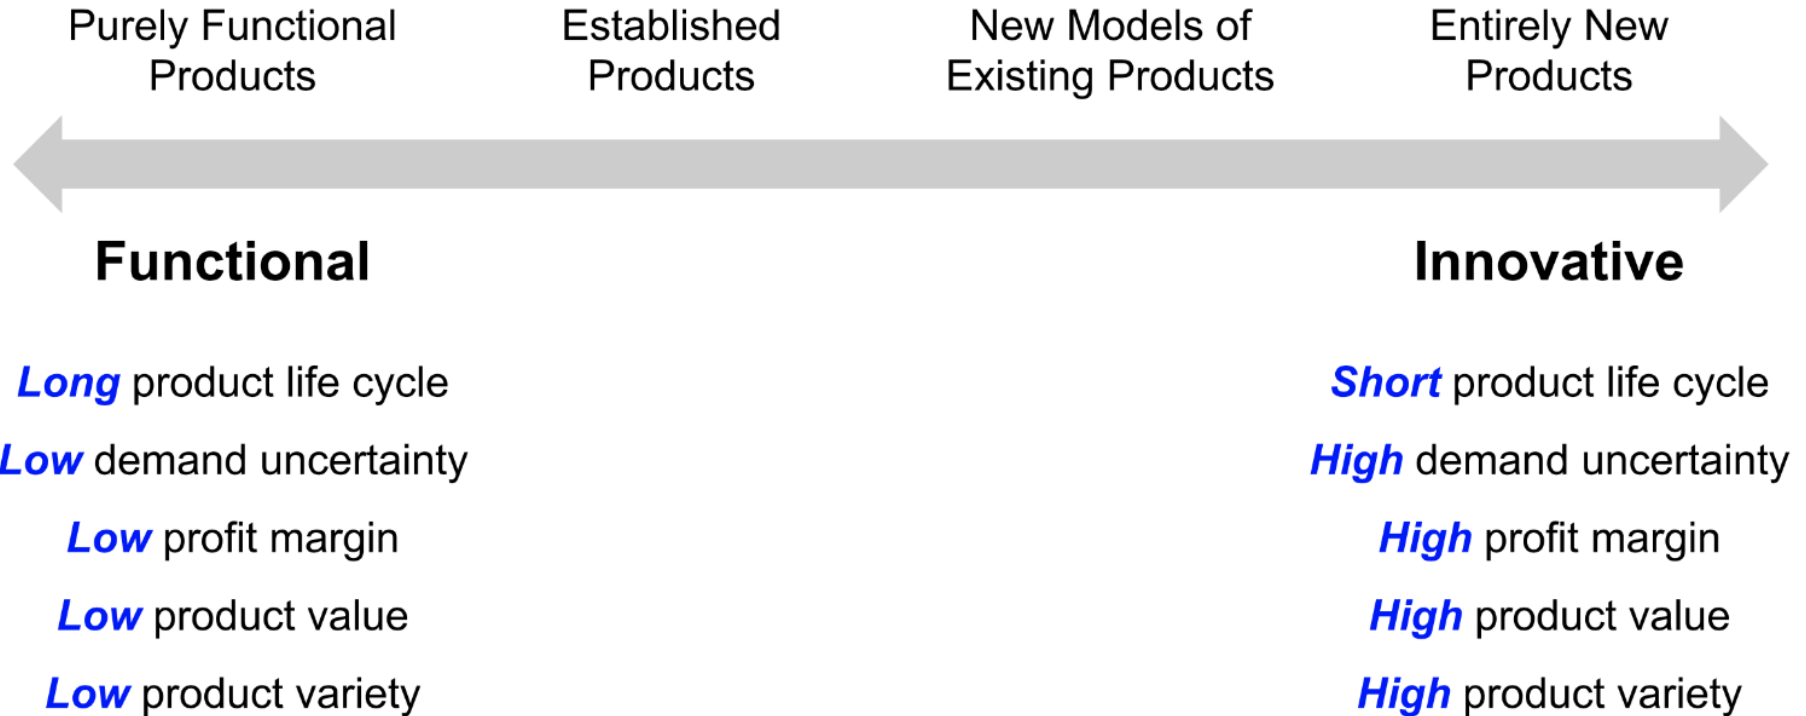 Purely Functional
Products
Established
Products
New Models of
Existing Products
Entirely New
Products
Functional
Innovative
Long product life cycle
Short product life cycle
Low demand uncertainty
High demand uncertainty
Low profit margin
High profit margin
Low product value
High product value
Low product variety
High product variety